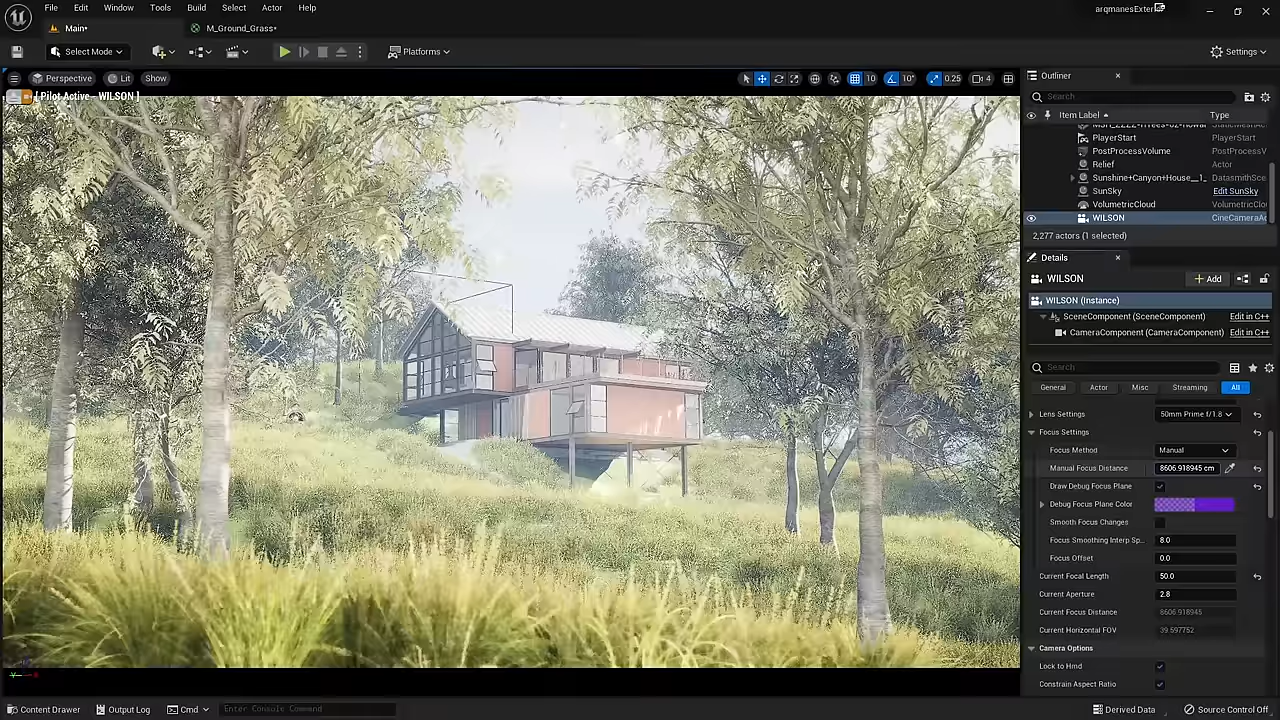 File Edit Window Tools Build Select Actor Help
arqmanesExter
Main*
M_Ground_Grass*
Select Mode
Platforms
Settings
Perspective Lit Show
10 10° 0.25 4
[ Pilot Active - WILSON ]
Outliner
Search
Item Label Type
PlayerStart PlayerStart
PostProcessVolume PostProcessV
Relief Actor
Sunshine+Canyon+House__1_ DatasmithSce
SunSky Edit SunSky
VolumetricCloud VolumetricClo
WILSON CineCameraAc
2,277 actors (1 selected)
Details
WILSON
Add
WILSON (Instance)
SceneComponent (SceneComponent) Edit in C++
CameraComponent (CameraComponent) Edit in C++
Search
General Actor Misc Streaming All
Lens Settings 50mm Prime f/1.8
Focus Settings
Focus Method Manual
Manual Focus Distance 8606.918945 cm
Draw Debug Focus Plane
Debug Focus Plane Color
Smooth Focus Changes
Focus Smoothing Interp Sp... 8.0
Focus Offset 0.0
Current Focal Length 50.0
Current Aperture 2.8
Current Focus Distance 8606.918945
Current Horizontal FOV 39.597752
Camera Options
Lock to Hmd
Constrain Aspect Ratio
Content Drawer Output Log Cmd Enter Console Command
Derived Data Source Control Off